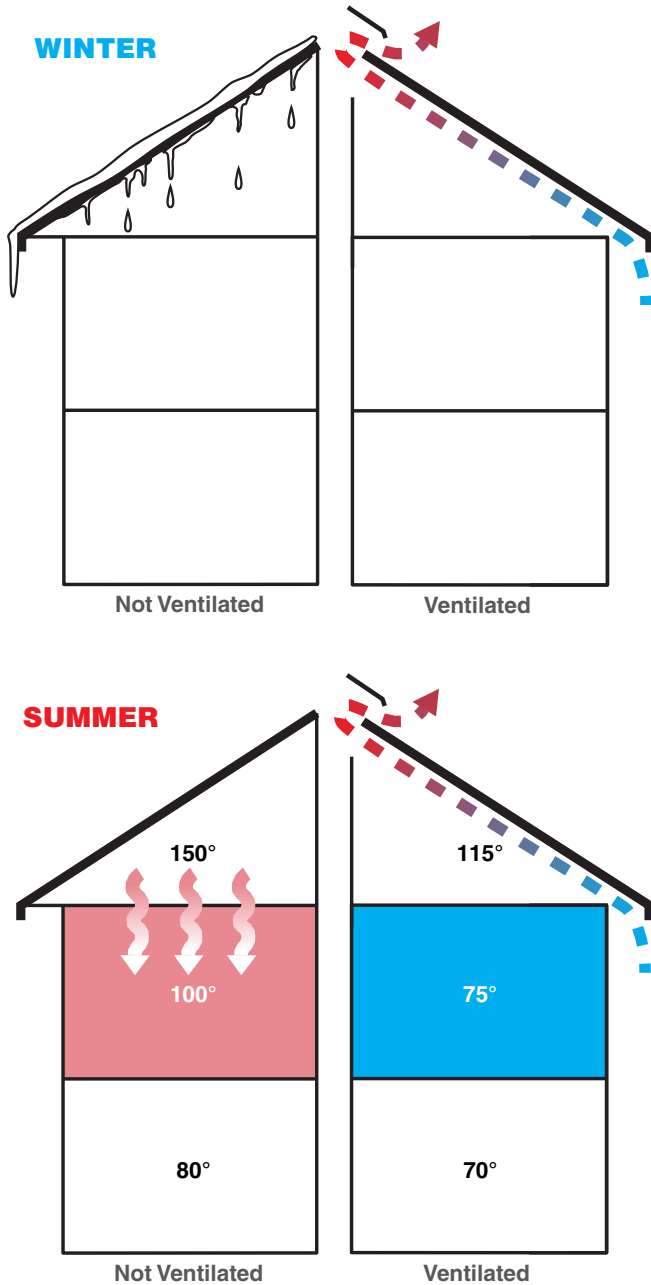 WINTER
Not Ventilated
Ventilated
SUMMER
150°
115°
100°
75°
80°
70°
Not Ventilated
Ventilated